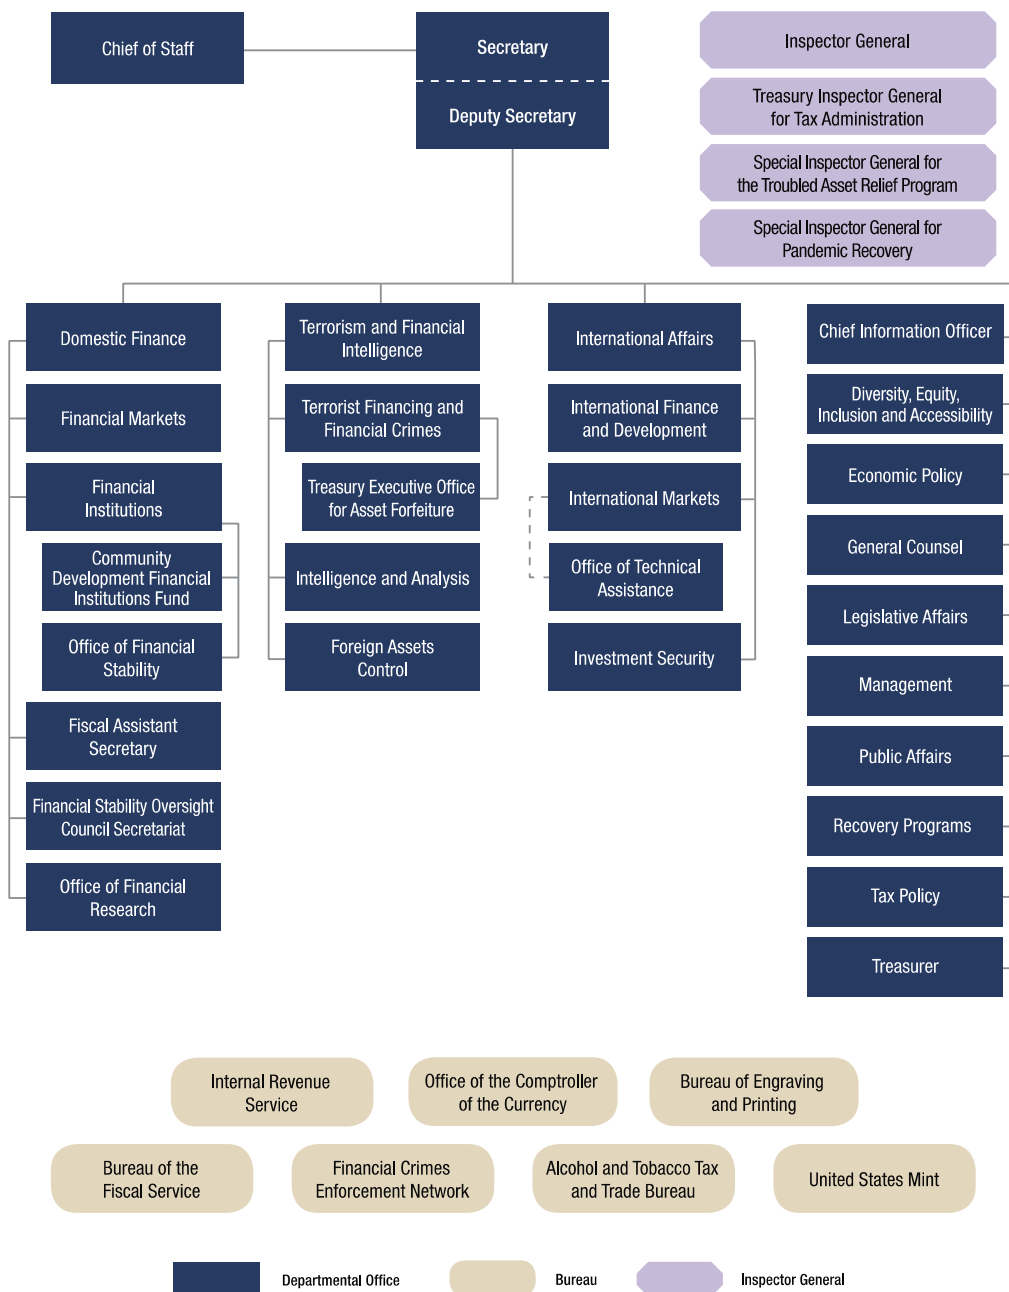 Chief of Staff
Secretary
Deputy Secretary
Inspector General
Treasury Inspector General
for Tax Administration
Special Inspector General for
the Troubled Asset Relief Program
Special Inspector General for
Pandemic Recovery
Domestic Finance
Financial Markets
Financial
Institutions
Community
Development Financial
Institutions Fund
Office of Financial
Stability
Fiscal Assistant
Secretary
Financial Stability Oversight
Council Secretariat
Office of Financial
Research
Terrorism and Financial
Intelligence
Terrorist Financing and
Financial Crimes
Treasury Executive Office
for Asset Forfeiture
Intelligence and Analysis
Foreign Assets
Control
International Affairs
International Finance
and Development
International Markets
Office of Technical
Assistance
Investment Security
Chief Information Officer
Diversity, Equity,
Inclusion and Accessibility
Economic Policy
General Counsel
Legislative Affairs
Management
Public Affairs
Recovery Programs
Tax Policy
Treasurer
Internal Revenue
Service
Office of the Comptroller
of the Currency
Bureau of Engraving
and Printing
Bureau of the
Fiscal Service
Financial Crimes
Enforcement Network
Alcohol and Tobacco Tax
and Trade Bureau
United States Mint
Departmental Office
Bureau
Inspector General